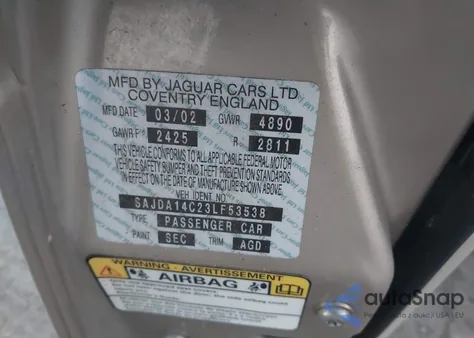 MFD BY JAGUAR CARS LTD
COVENTRY ENGLAND
MFD DATE 03/02 GVWR 4890
GAWR F 2425 R 2811
THIS VEHICLE CONFORMS TO ALL APPLICABLE FEDERAL MOTOR
VEHICLE SAFETY BUMPER AND THEFT PREVENTION STANDARDS
IN EFFECT ON THE DATE OF MANUFACTURE SHOWN.
VEH. IDENT NO.
SAJDA14C23LF53538
TYPE PASSENGER CAR
PAINT SEC TRIM AGD
WARNING - AVERTISSEMENT
AIRBAG
autoSnap